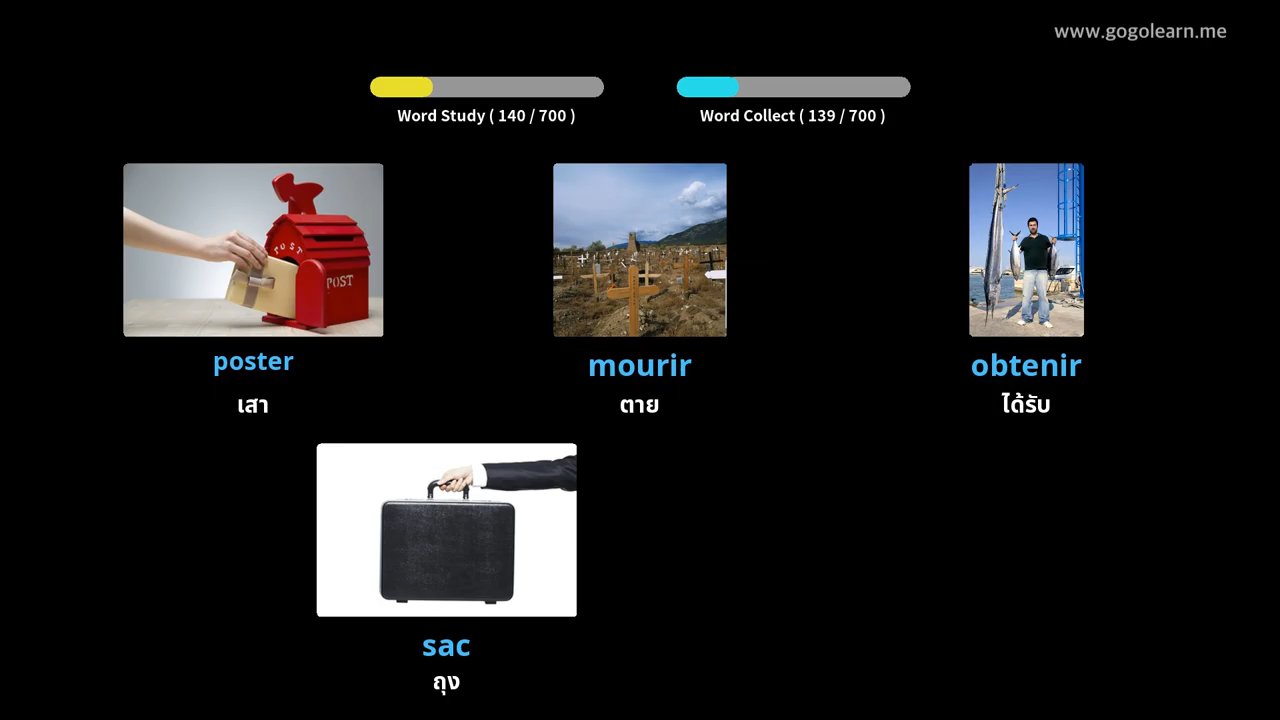 www.gogolearn.me
Word Study ( 140 / 700 )
Word Collect ( 139 / 700 )
POST
POST
poster
เสา
mourir
ตาย
obtenir
ได้รับ
sac
ถุง